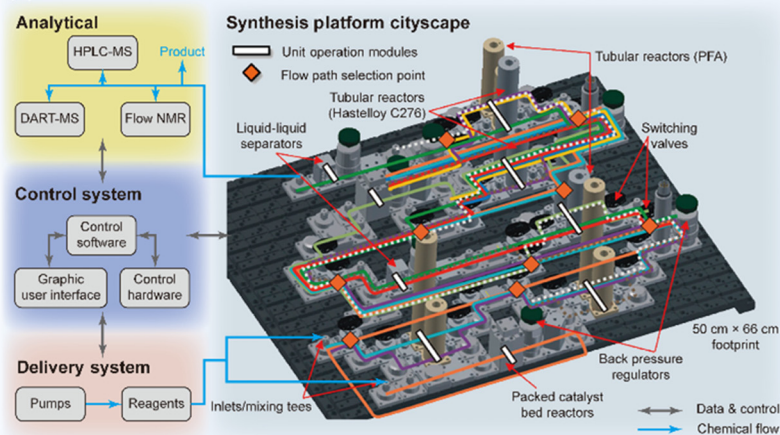 Analytical
HPLC-MS
Product
DART-MS
Flow NMR
Control system
Control
software
Graphic
user interface
Control
hardware
Delivery system
Pumps
Reagents
Synthesis platform cityscape
Unit operation modules
Flow path selection point
Tubular reactors (PFA)
Tubular reactors
(Hastelloy C276)
Liquid-liquid
separators
Switching
valves
50 cm × 66 cm
footprint
Back pressure
regulators
Inlets/mixing tees
Packed catalyst
bed reactors
Data & control
Chemical flow